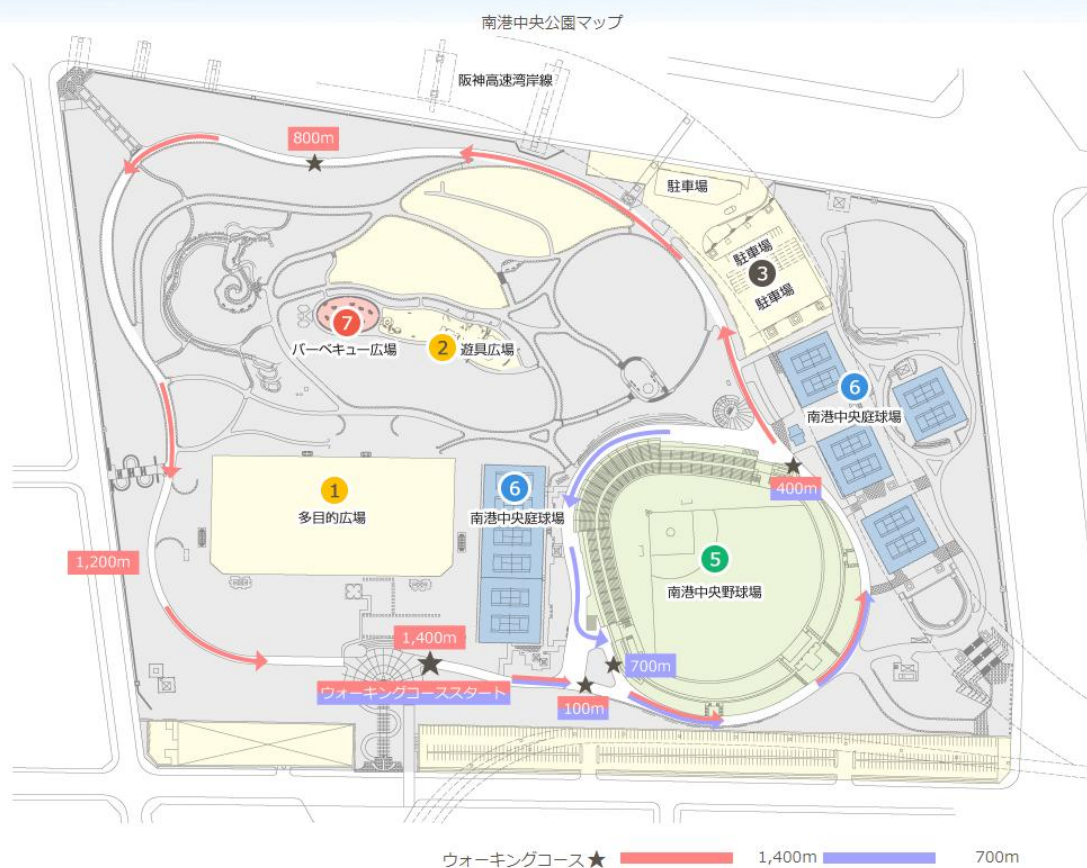 南港中央公園マップ
阪神高速湾岸線
800m
駐車場
駐車場
3
駐車場
7
バーベキュー広場
2
遊具広場
6
南港中央庭球場
400m
1
多目的広場
6
南港中央庭球場
5
南港中央野球場
1,200m
1,400m
700m
ウォーキングコーススタート
100m
ウォーキングコース★
1,400m
700m